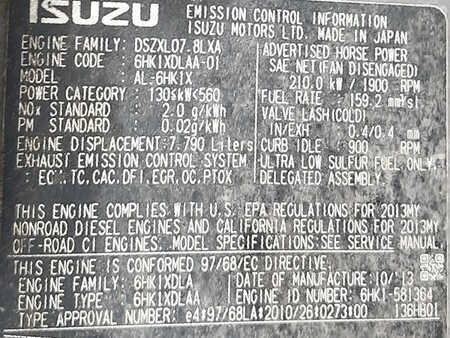 ISUZU EMISSION CONTROL INFORMATION
ISUZU MOTORS LTD. MADE IN JAPAN
ENGINE FAMILY: DSZXL07.8LXA
ENGINE CODE : 6HK1XDLAA-01
MODEL : AL-6HK1X
POWER CATEGORY : 130≤kW<560
NOx STANDARD : 2.0 g/kWh
PM STANDARD : 0.02g/kWh
ENGINE DISPLACEMENT: 7.790 Liters
EXHAUST EMISSION CONTROL SYSTEM
: EC, TC, CAC, DFI, EGR, OC, PTOX
ADVERTISED HORSE POWER
SAE NET (FAN DISENGAGED)
210.0 kW / 1900 RPM
FUEL RATE : 159.2 mm³/st
VALVE LASH(COLD)
IN/EXH : 0.4/0.4 mm
CURB IDLE : 900 RPM
ULTRA LOW SULFUR FUEL ONLY.
DELEGATED ASSEMBLY.
THIS ENGINE COMPLIES WITH U.S. EPA REGULATIONS FOR 2013MY
NONROAD DIESEL ENGINES AND CALIFORNIA REGULATIONS FOR 2013MY
OFF-ROAD CI ENGINES. MODEL SPECIFICATIONS: SEE SERVICE MANUAL.
THIS ENGINE IS CONFORMED 97/68/EC DIRECTIVE.
ENGINE FAMILY : 6HK1XDLA DATE OF MANUFACTURE: 10/'13
ENGINE TYPE : 6HK1XDLAA ENGINE ID NUMBER: 6HK1-581364
TYPE APPROVAL NUMBER: e4*97/68LA*2010/26*0273*00 136HB01